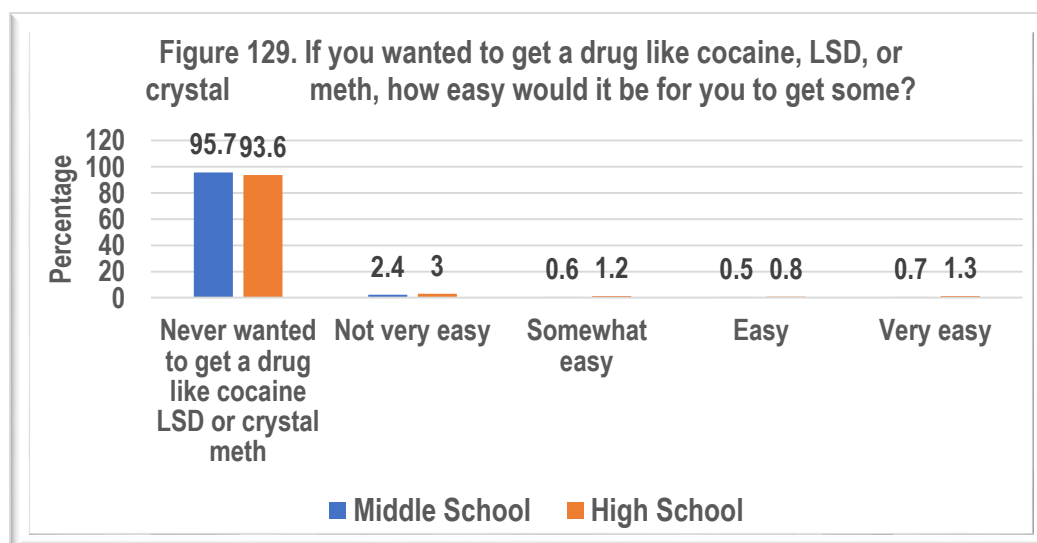 Figure 129. If you wanted to get a drug like cocaine, LSD, or
crystal meth, how easy would it be for you to get some?
Percentage
120
100
80
60
40
20
0
95.7 93.6
2.4 3
0.6 1.2
0.5 0.8
0.7 1.3
Never wanted
to get a drug
like cocaine
LSD or crystal
meth
Not very easy
Somewhat
easy
Easy
Very easy
Middle School
High School